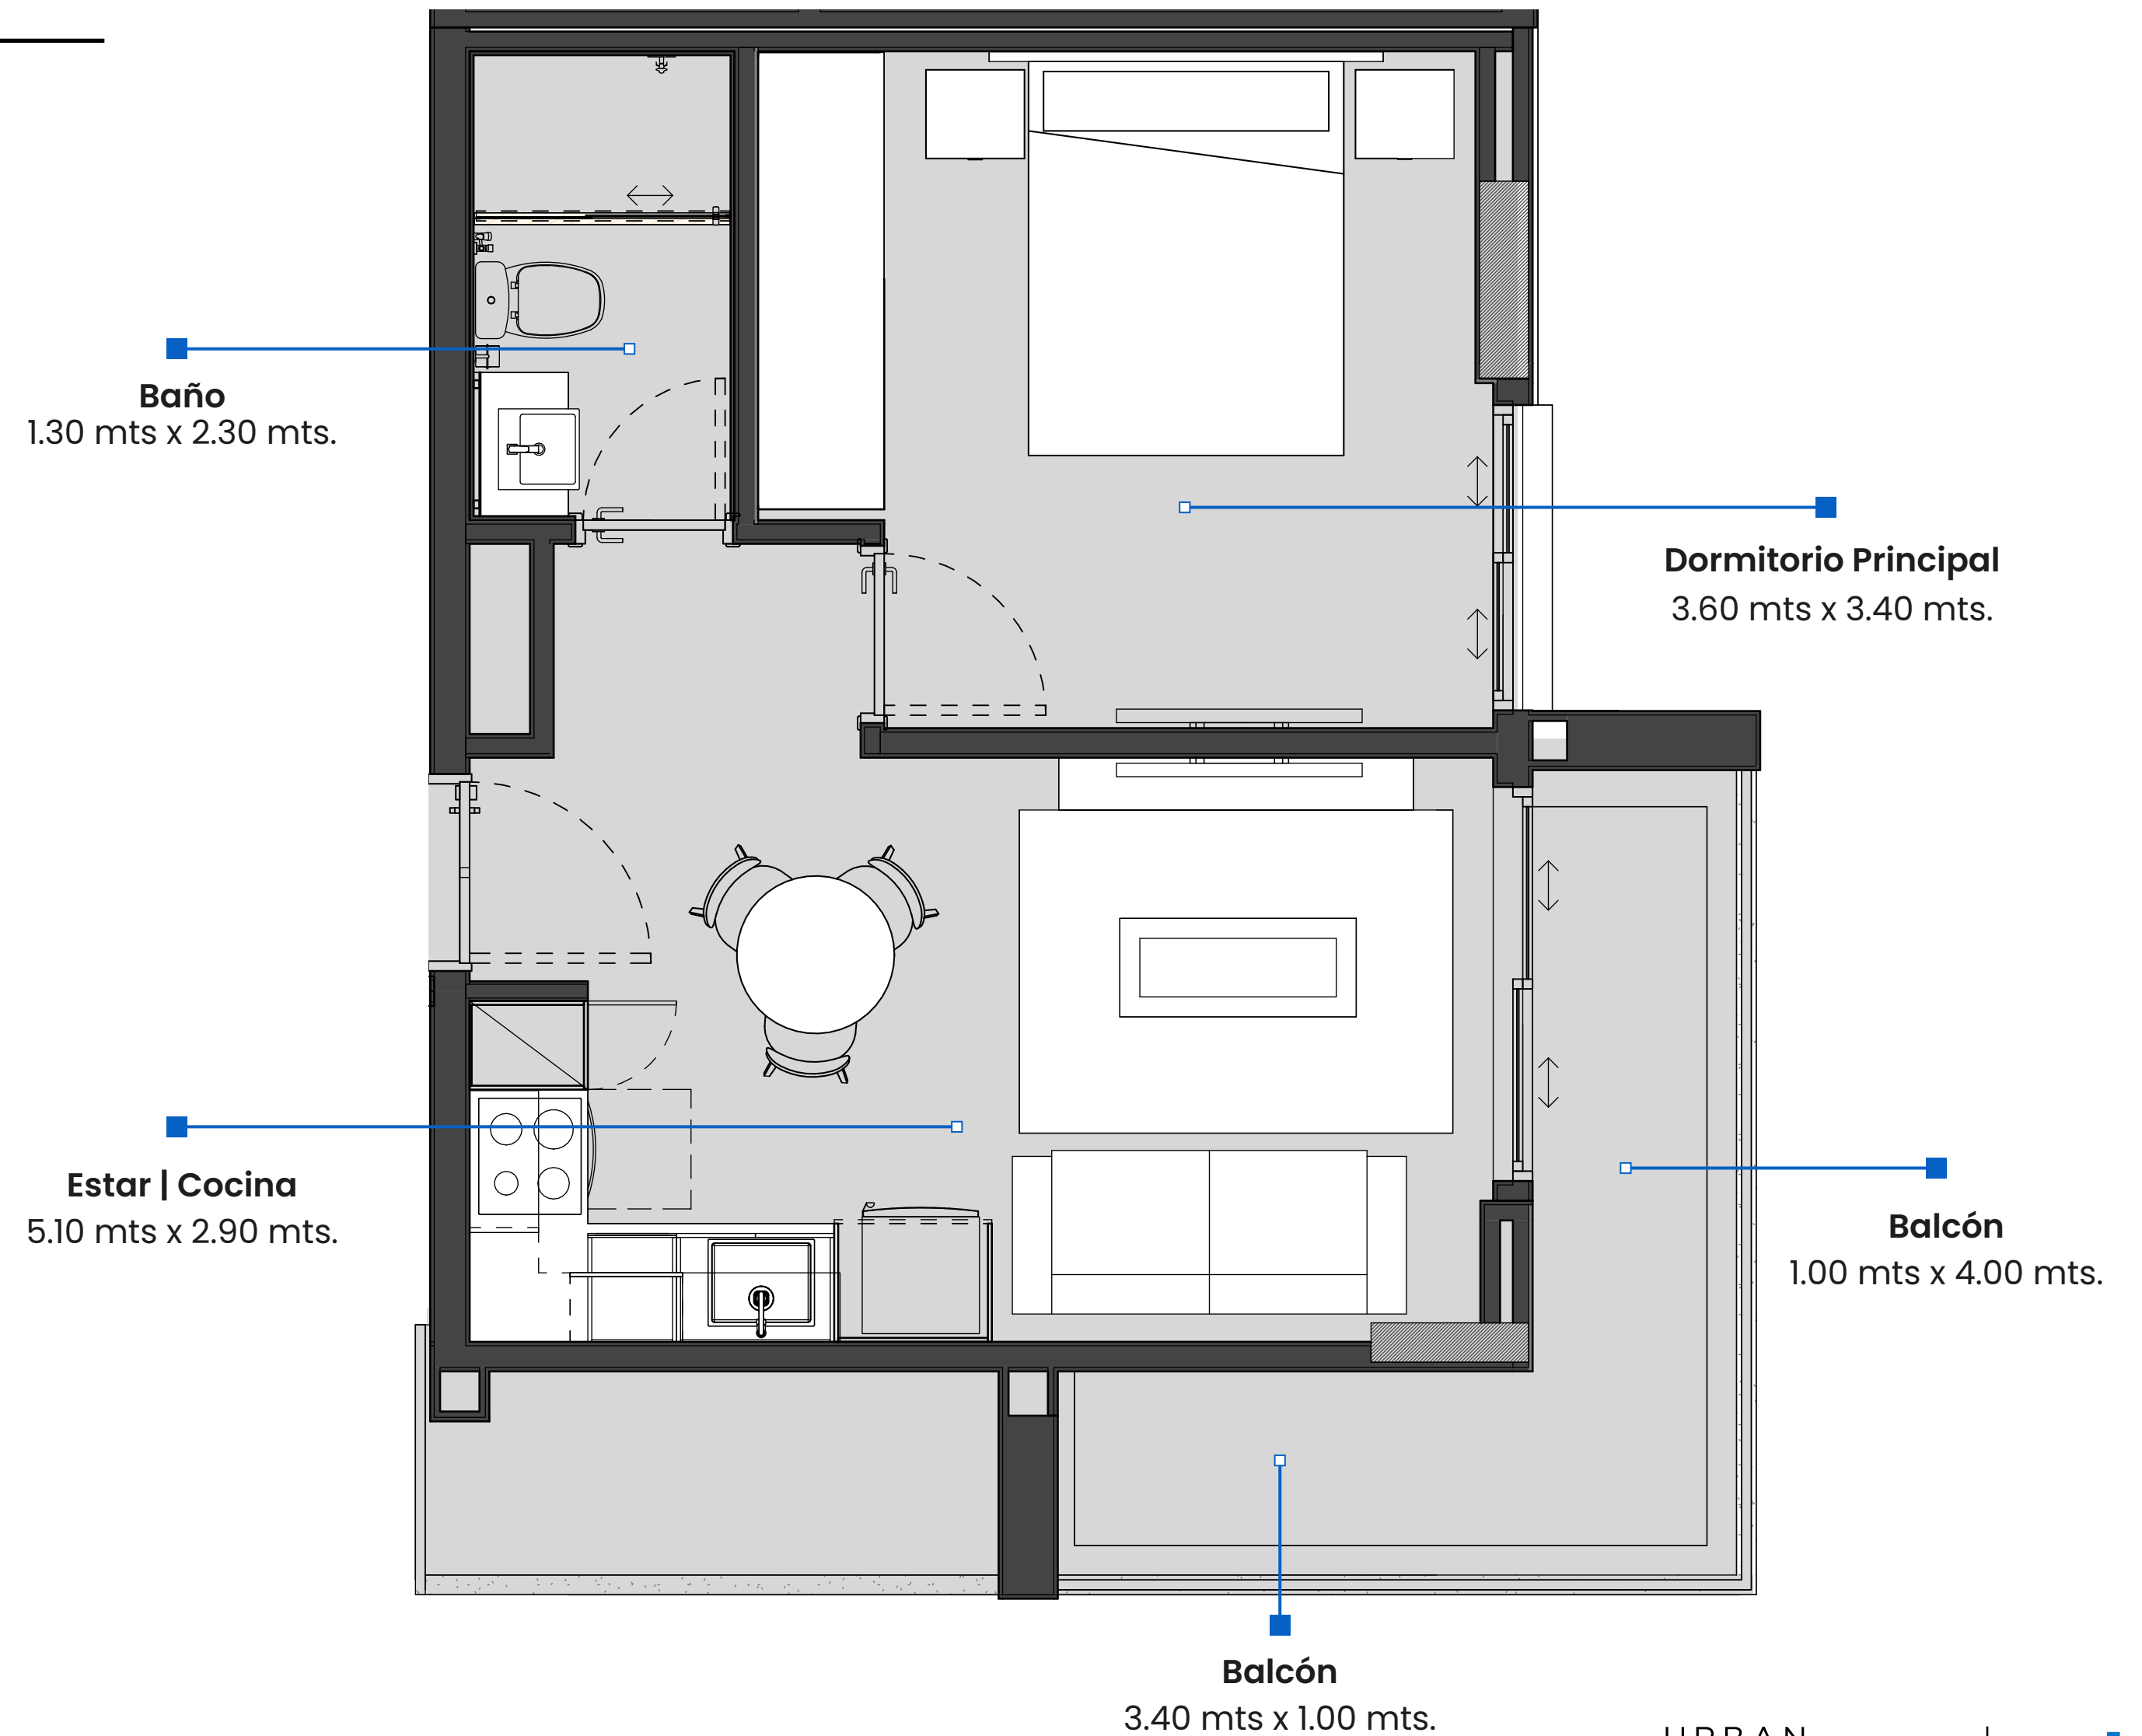 Baño
1.30 mts x 2.30 mts.
Dormitorio Principal
3.60 mts x 3.40 mts.
Estar | Cocina
5.10 mts x 2.90 mts.
Balcón
1.00 mts x 4.00 mts.
Balcón
3.40 mts x 1.00 mts.
URBAN